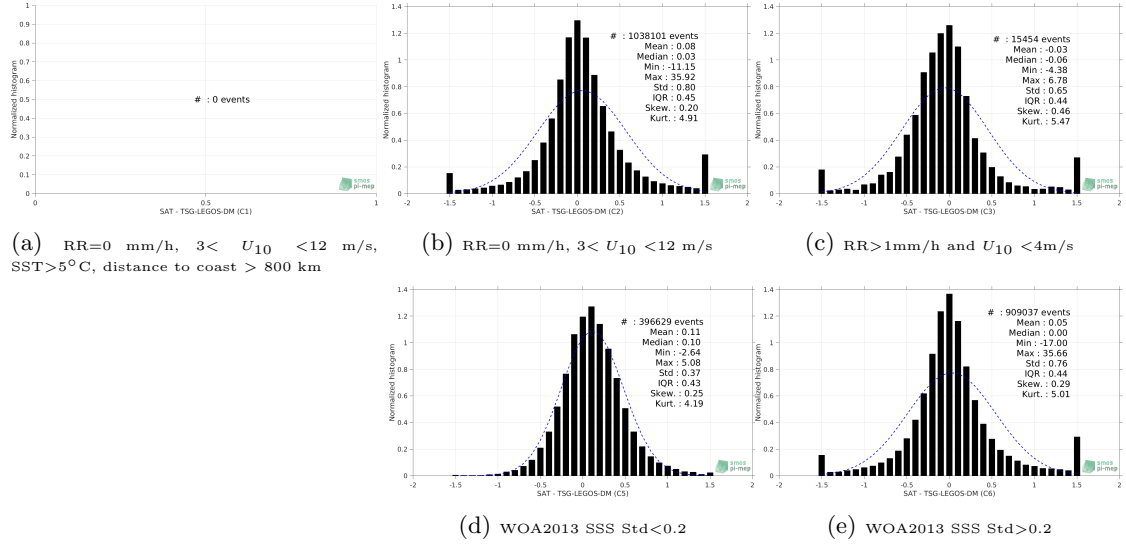 1
0.9
0.8
0.7
0.6
0.5
0.4
0.3
0.2
0.1
0
0
0.5
1
Normalized histogram
# : 0 events
SAT - TSG-LEGOS-DM (C1)
smos
pi-mep
(a) RR=0 mm/h, 3< U10 <12 m/s,
SST>5°C, distance to coast > 800 km
1.4
1.2
1
0.8
0.6
0.4
0.2
0
-2
-1.5
-1
-0.5
0
0.5
1
1.5
2
Normalized histogram
# : 1038101 events
Mean : 0.08
Median : 0.03
Min : -11.15
Max : 35.92
Std : 0.80
IQR : 0.45
Skew. : 0.20
Kurt. : 4.91
SAT - TSG-LEGOS-DM (C2)
smos
pi-mep
(b) RR=0 mm/h, 3< U10 <12 m/s
1.4
1.2
1
0.8
0.6
0.4
0.2
0
-2
-1.5
-1
-0.5
0
0.5
1
1.5
2
Normalized histogram
# : 15454 events
Mean : -0.03
Median : -0.06
Min : -4.38
Max : 6.78
Std : 0.65
IQR : 0.44
Skew. : 0.46
Kurt. : 5.47
SAT - TSG-LEGOS-DM (C3)
smos
pi-mep
(c) RR>1mm/h and U10 <4m/s
1.4
1.2
1
0.8
0.6
0.4
0.2
0
-2
-1.5
-1
-0.5
0
0.5
1
1.5
2
Normalized histogram
# : 396629 events
Mean : 0.11
Median : 0.10
Min : -2.64
Max : 5.08
Std : 0.37
IQR : 0.43
Skew. : 0.25
Kurt. : 4.19
SAT - TSG-LEGOS-DM (C5)
smos
pi-mep
(d) WOA2013 SSS Std<0.2
1.4
1.2
1
0.8
0.6
0.4
0.2
0
-2
-1.5
-1
-0.5
0
0.5
1
1.5
2
Normalized histogram
# : 909037 events
Mean : 0.05
Median : 0.00
Min : -17.00
Max : 35.66
Std : 0.76
IQR : 0.44
Skew. : 0.29
Kurt. : 5.01
SAT - TSG-LEGOS-DM (C6)
smos
pi-mep
(e) WOA2013 SSS Std>0.2